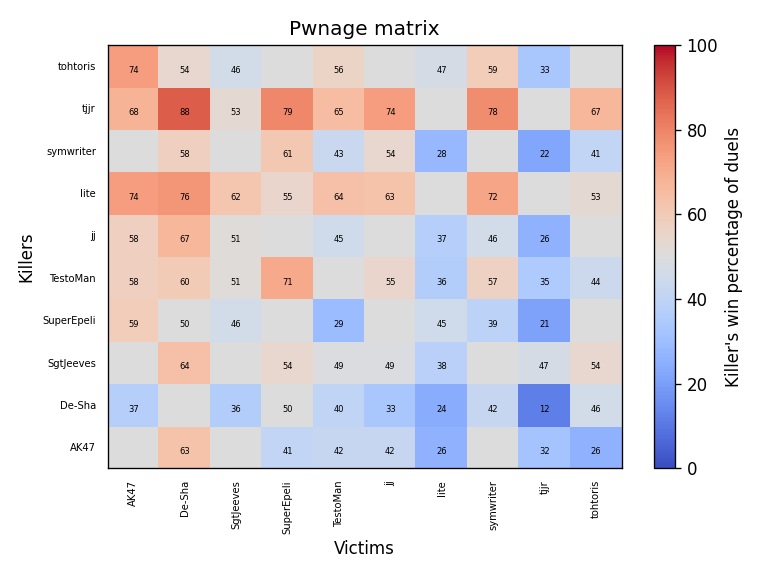 Pwnage matrix
Killers
tohtoris 74 54 46 56 47 59 33
tjjr 68 88 53 79 65 74 78 67
symwriter 58 61 43 54 28 22 41
lite 74 76 62 55 64 63 72 53
jj 58 67 51 45 37 46 26
TestoMan 58 60 51 71 55 36 57 35 44
SuperEpeli 59 50 46 29 45 39 21
SgtJeeves 64 54 49 49 38 47 54
De-Sha 37 36 50 40 33 24 42 12 46
AK47 63 41 42 42 26 32 26
AK47 De-Sha SgtJeeves SuperEpeli TestoMan jj lite symwriter tjjr tohtoris
Victims
100
80
60
40
20
0
Killer's win percentage of duels